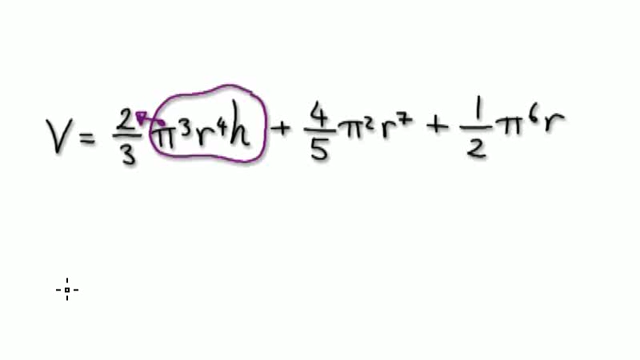 V = 2/3 π³r⁴h + 4/5 π²r⁷ + 1/2 π⁶r